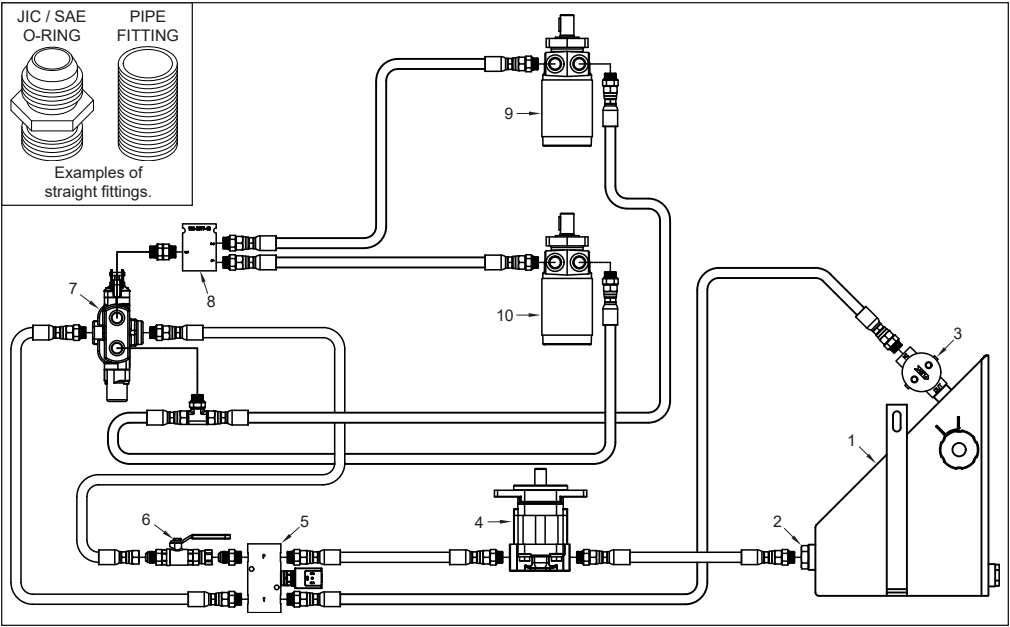 JIC / SAE
O-RING
PIPE
FITTING
Examples of
straight fittings.
9
10
8
7
3
1
2
4
5
6
P
T